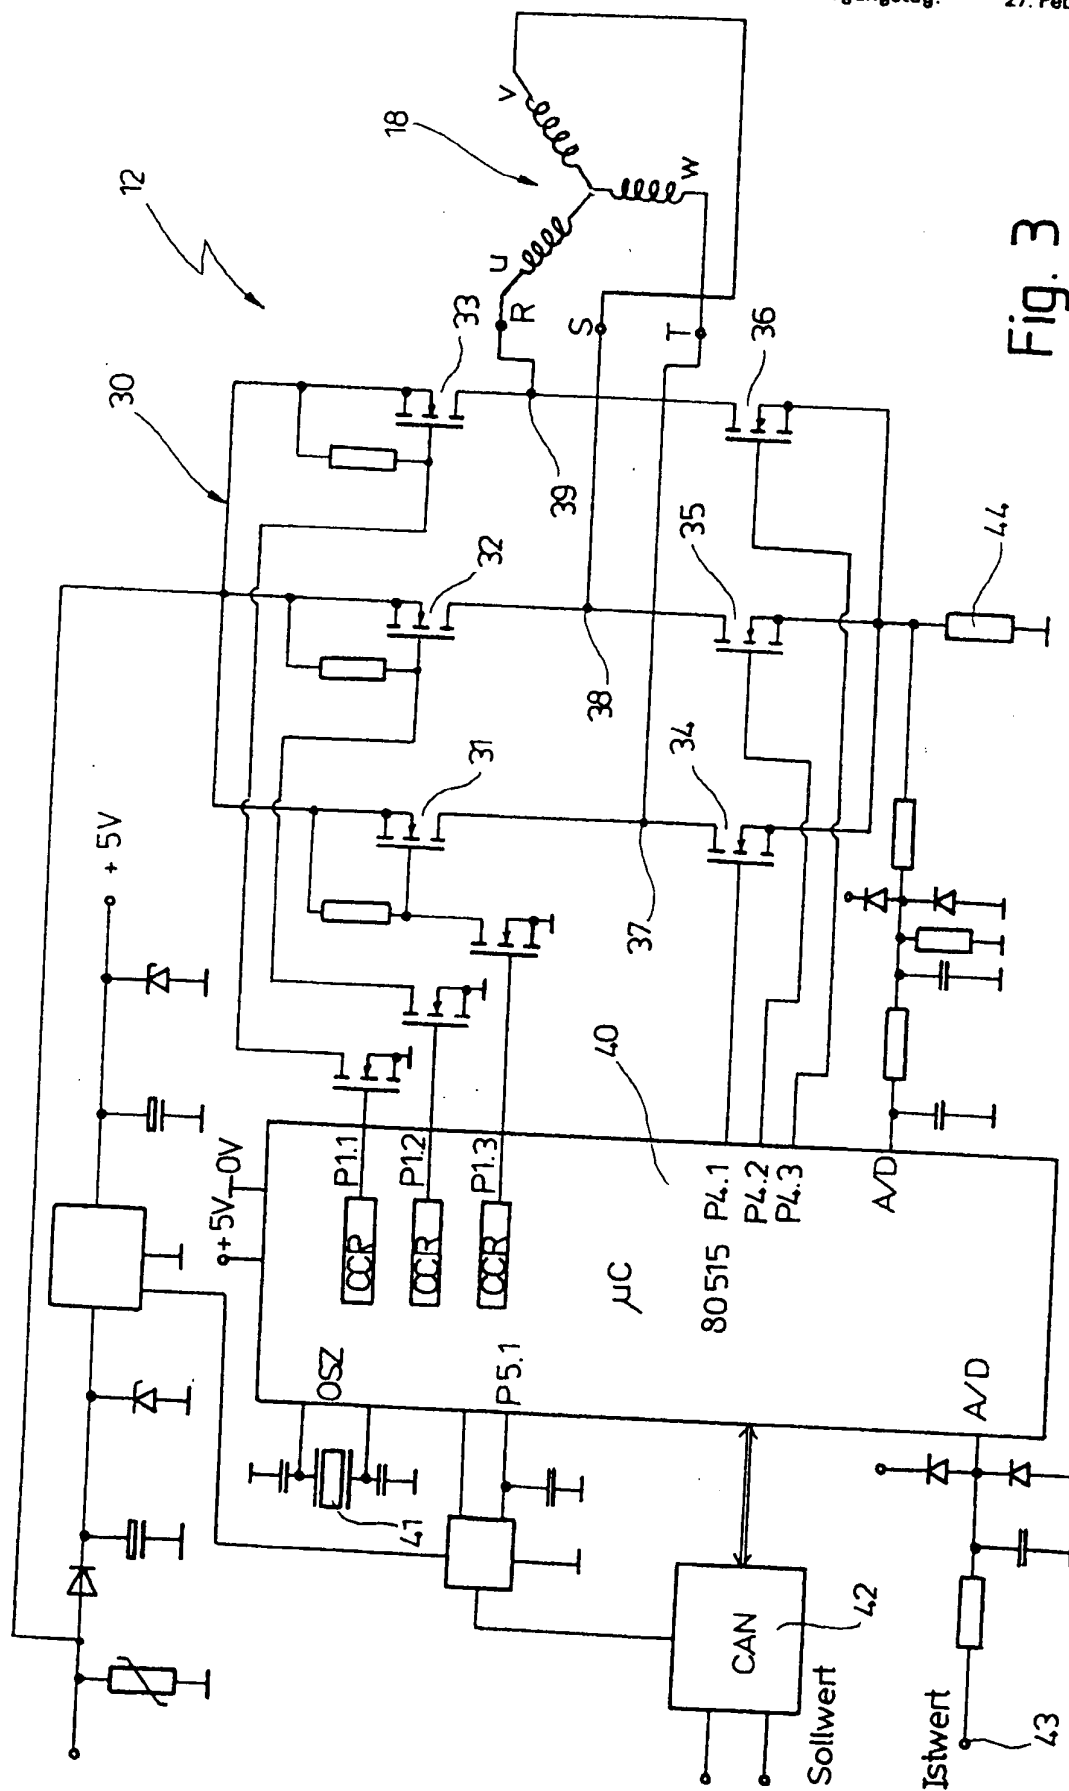 27. Feb
12
18
30
33
R
u
v
w
S
T
36
39
32
38
35
44
+5V
31
37
34
+5V
0V
P1.1
P1.2
P1.3
CCR
CCR
CCR
40
µC
80515
P4.1
P4.2
P4.3
A/D
OSZ
41
P5.1
A/D
CAN
42
Sollwert
Istwert
43
Fig. 3